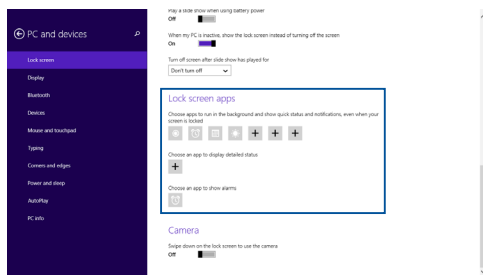 PC and devices
Lock screen
Display
Bluetooth
Devices
Mouse and touchpad
Typing
Corners and edges
Power and sleep
AutoPlay
PC info
Play a slide show when using battery power
Off
When my PC is inactive, show the lock screen instead of turning off the screen
On
Turn off screen after slide show has played for
Don't turn off
Lock screen apps
Choose apps to run in the background and show quick status and notifications, even when your
screen is locked
Choose an app to display detailed status
Choose an app to show alarms
Camera
Swipe down on the lock screen to use the camera
Off